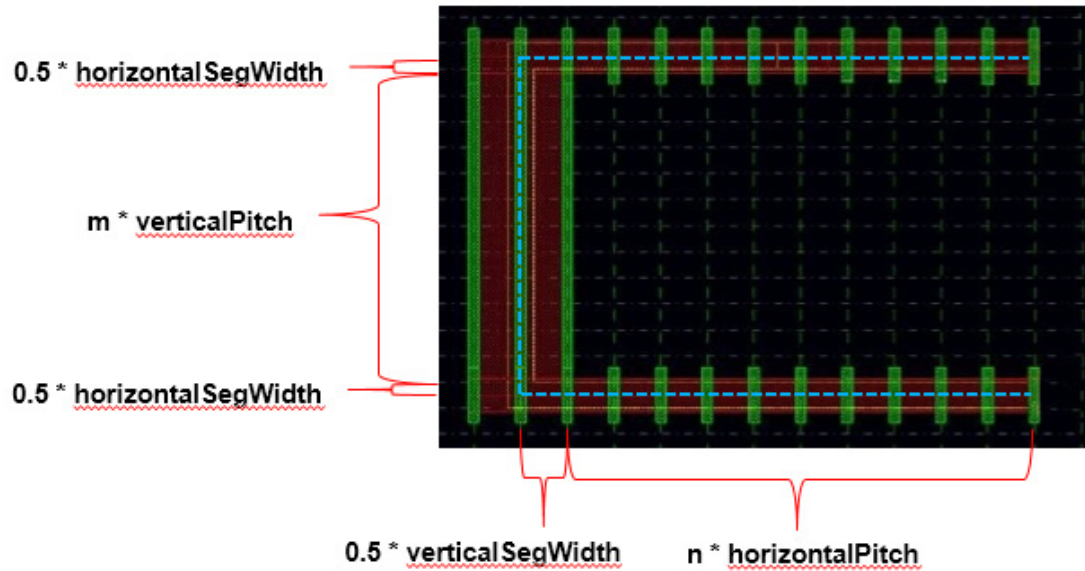 0.5 * horizontalSegWidth
m * verticalPitch
0.5 * horizontalSegWidth
0.5 * verticalSegWidth
n * horizontalPitch